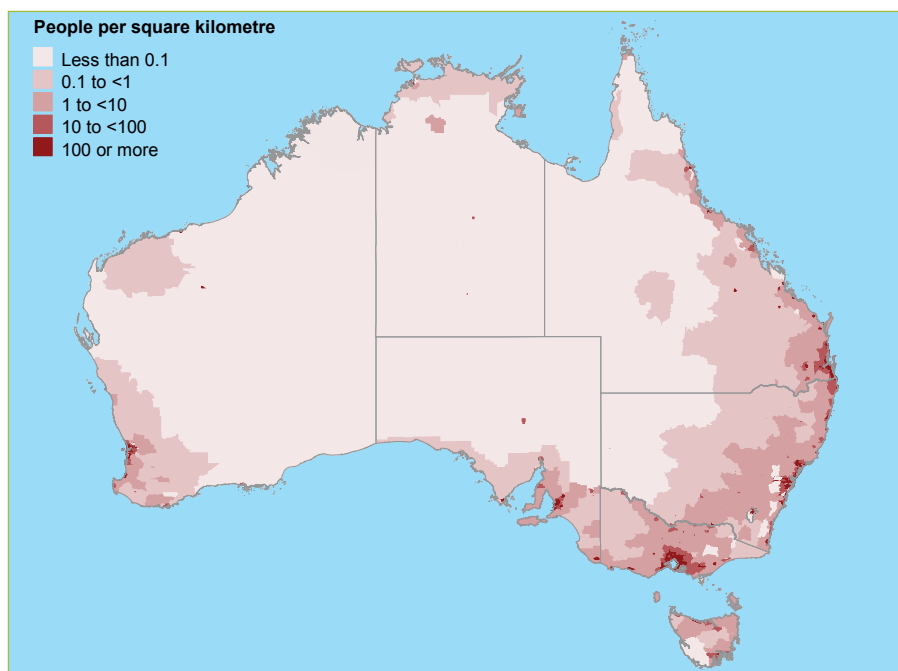 People per square kilometre
Less than 0.1
0.1 to <1
1 to <10
10 to <100
100 or more